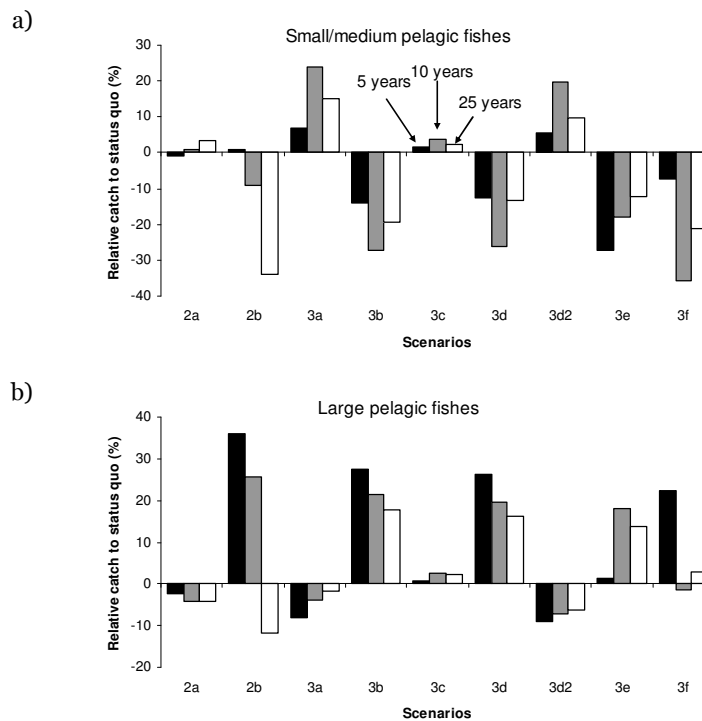 a)
Small/medium pelagic fishes
30
20
10
0
-10
-20
-30
-40
Relative catch to status quo (%)
5 years
10 years
25 years
2a 2b 3a 3b 3c 3d 3d2 3e 3f
Scenarios
b)
Large pelagic fishes
40
30
20
10
0
-10
-20
Relative catch to status quo (%)
2a 2b 3a 3b 3c 3d 3d2 3e 3f
Scenarios